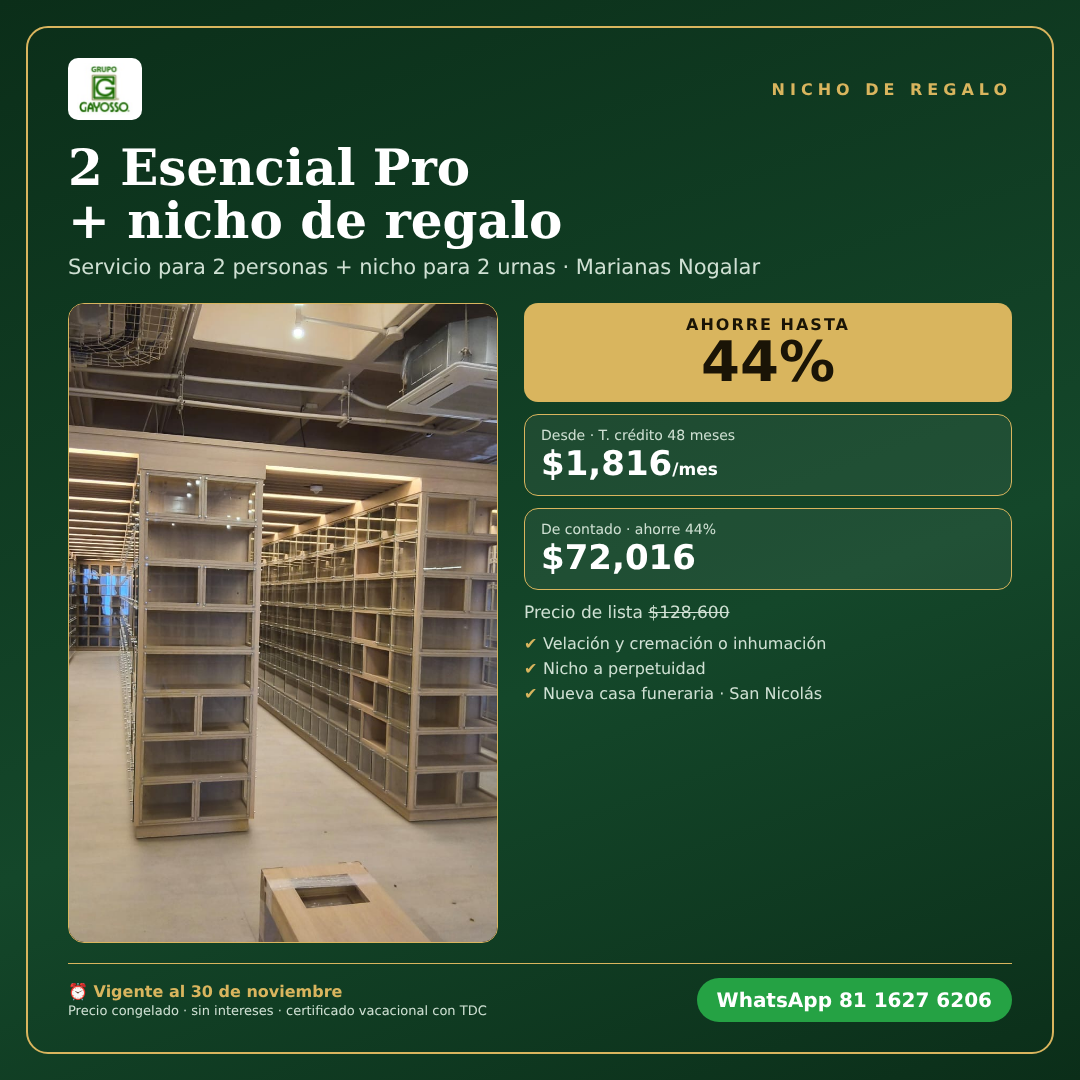 GRUPO
G
GAYOSSO
NICHO DE REGALO
2 Esencial Pro
+ nicho de regalo
Servicio para 2 personas + nicho para 2 urnas · Marianas Nogalar
AHORRE HASTA
44%
Desde · T. crédito 48 meses
$1,816/mes
De contado · ahorre 44%
$72,016
Precio de lista $128,600
✔ Velación y cremación o inhumación
✔ Nicho a perpetuidad
✔ Nueva casa funeraria · San Nicolás
⏰ Vigente al 30 de noviembre
Precio congelado · sin intereses · certificado vacacional con TDC
WhatsApp 81 1627 6206